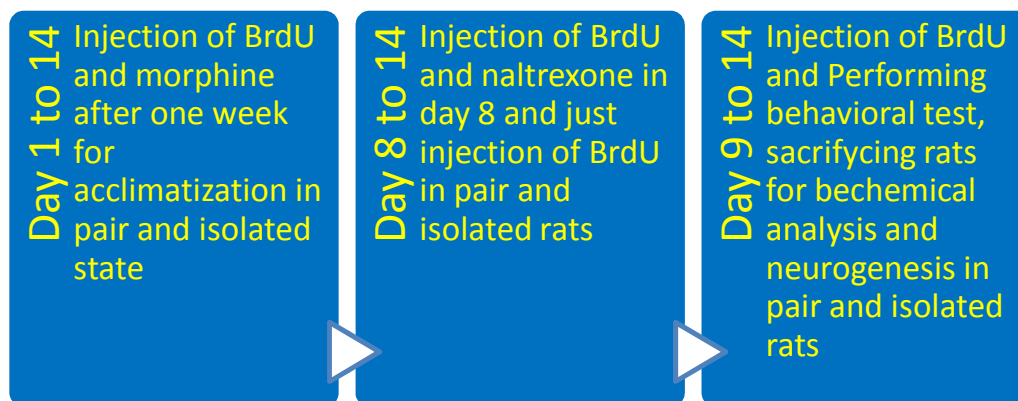 Day 1 to 14
Injection of BrdU
and morphine
after one week
for
acclimatization in
pair and isolated
state
Day 8 to 14
Injection of BrdU
and naltrexone in
day 8 and just
injection of BrdU
in pair and
isolated rats
Day 9 to 14
Injection of BrdU
and Performing
behavioral test,
sacrifycing rats
for bechemical
analysis and
neurogenesis in
pair and isolated
rats